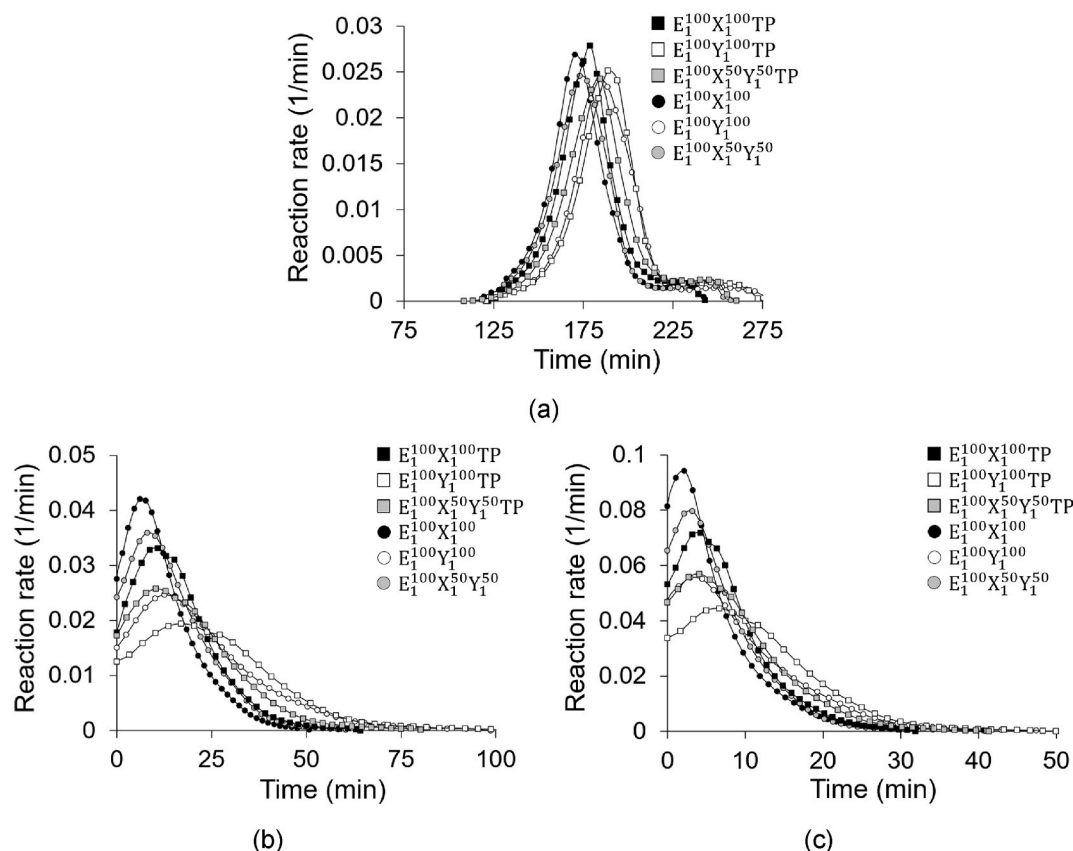 0.03
0.025
0.02
0.015
0.01
0.005
0
Reaction rate (1/min)
75 125 175 225 275
Time (min)
E₁¹⁰⁰X₁¹⁰⁰TP
E₁¹⁰⁰Y₁¹⁰⁰TP
E₁¹⁰⁰X₁⁵⁰Y₁⁵⁰TP
E₁¹⁰⁰X₁¹⁰⁰
E₁¹⁰⁰Y₁¹⁰⁰
E₁¹⁰⁰X₁⁵⁰Y₁⁵⁰
(a)
0.05
0.04
0.03
0.02
0.01
0
Reaction rate (1/min)
0 25 50 75 100
Time (min)
E₁¹⁰⁰X₁¹⁰⁰TP
E₁¹⁰⁰Y₁¹⁰⁰TP
E₁¹⁰⁰X₁⁵⁰Y₁⁵⁰TP
E₁¹⁰⁰X₁¹⁰⁰
E₁¹⁰⁰Y₁¹⁰⁰
E₁¹⁰⁰X₁⁵⁰Y₁⁵⁰
(b)
0.1
0.08
0.06
0.04
0.02
0
Reaction rate (1/min)
0 10 20 30 40 50
Time (min)
E₁¹⁰⁰X₁¹⁰⁰TP
E₁¹⁰⁰Y₁¹⁰⁰TP
E₁¹⁰⁰X₁⁵⁰Y₁⁵⁰TP
E₁¹⁰⁰X₁¹⁰⁰
E₁¹⁰⁰Y₁¹⁰⁰
E₁¹⁰⁰X₁⁵⁰Y₁⁵⁰
(c)